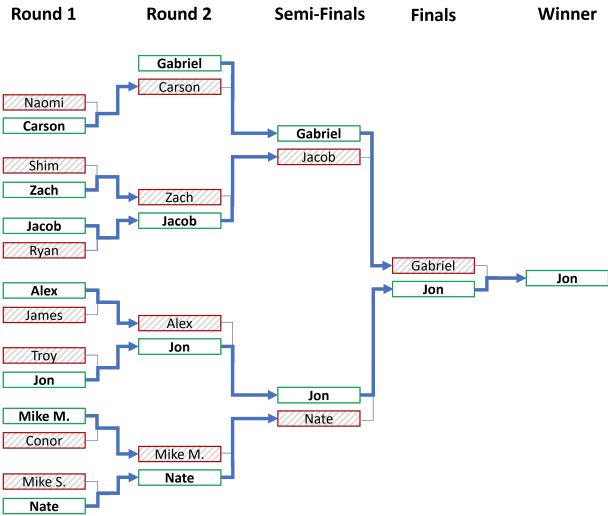 Round 1
Round 2
Semi-Finals
Finals
Winner
Naomi
Carson
Shim
Zach
Jacob
Ryan
Alex
James
Troy
Jon
Mike M.
Conor
Mike S.
Nate
Gabriel
Carson
Zach
Jacob
Alex
Jon
Mike M.
Nate
Gabriel
Jacob
Jon
Nate
Gabriel
Jon
Jon